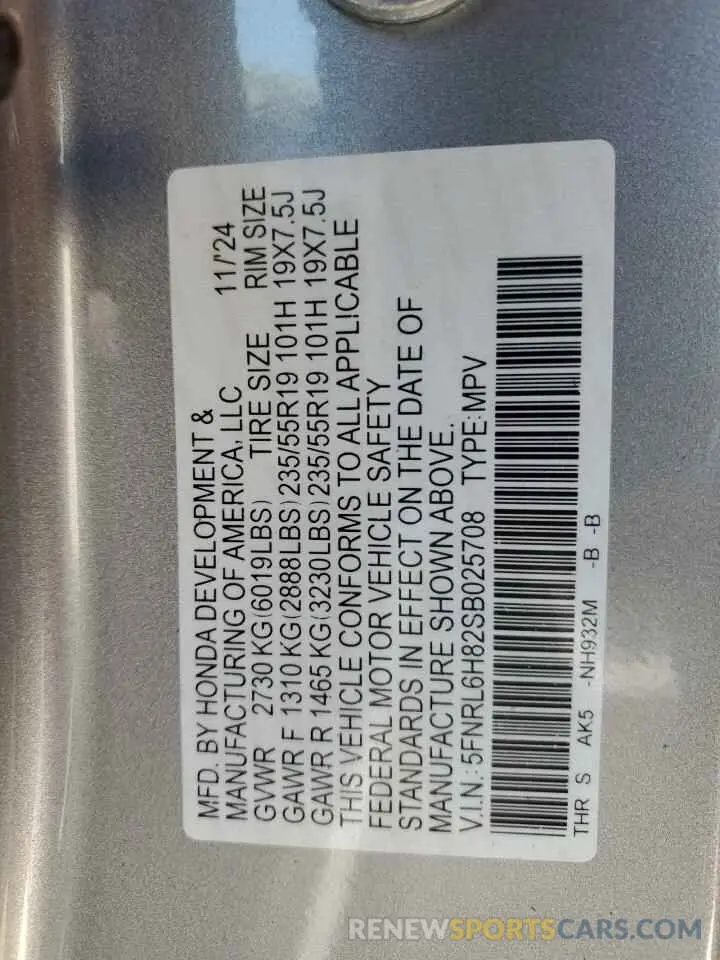 MFD. BY HONDA DEVELOPMENT &
MANUFACTURING OF AMERICA, LLC 11/'24
GVWR 2730 KG(6019LBS) TIRE SIZE RIM SIZE
GAWR F 1310 KG(2888LBS)235/55R19 101H 19X7.5J
GAWR R 1465 KG(3230LBS)235/55R19 101H 19X7.5J
THIS VEHICLE CONFORMS TO ALL APPLICABLE
FEDERAL MOTOR VEHICLE SAFETY
STANDARDS IN EFFECT ON THE DATE OF
MANUFACTURE SHOWN ABOVE.
V.I.N.:5FNRL6H82SB025708 TYPE:MPV
THR S AK5 -NH932M -B -B
RENEWSPORTSCARS.COM